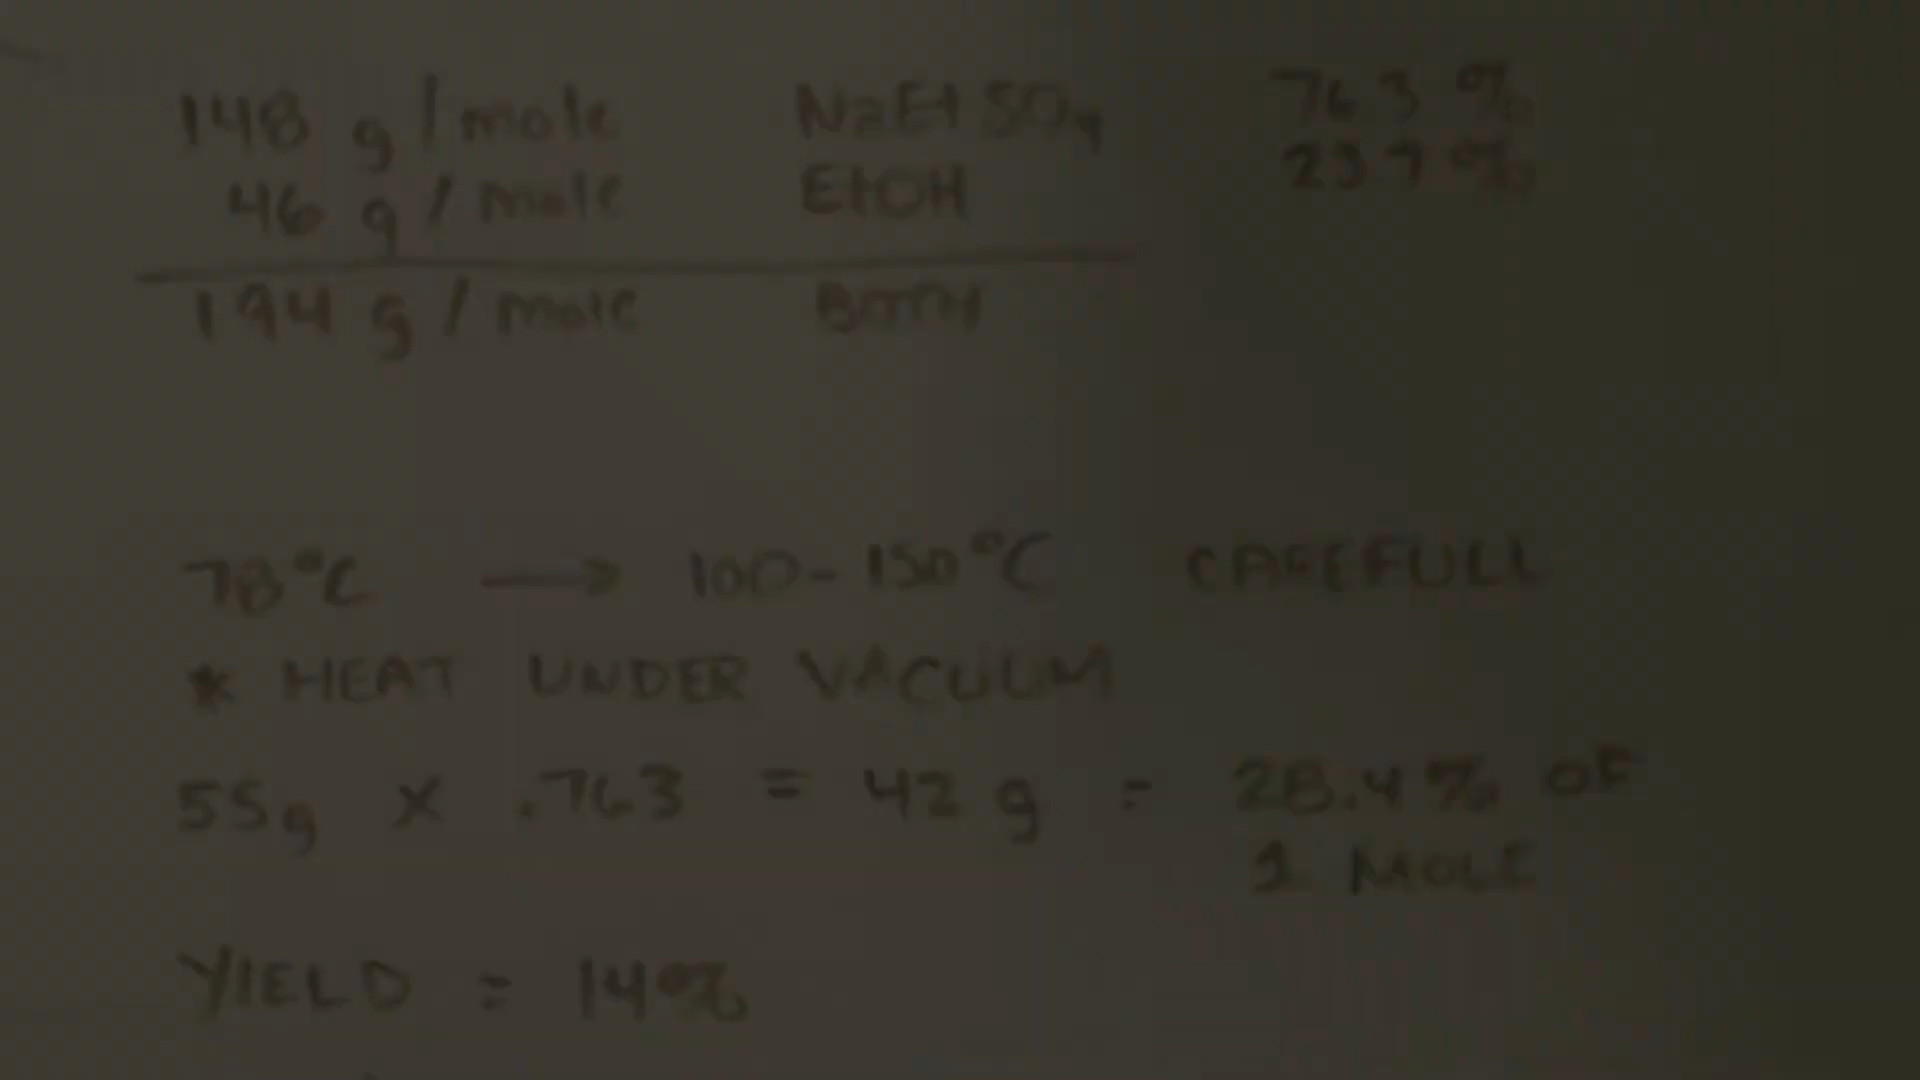 148 g / mole NaEtSO4 76.3 %
46 g / mole EtOH 23.7 %
194 g / mole BOTH
78°C → 100-150°C CAREFULL
* HEAT UNDER VACUUM
55g x .763 = 42 g = 28.4% OF
1 MOLE
YIELD = 14%